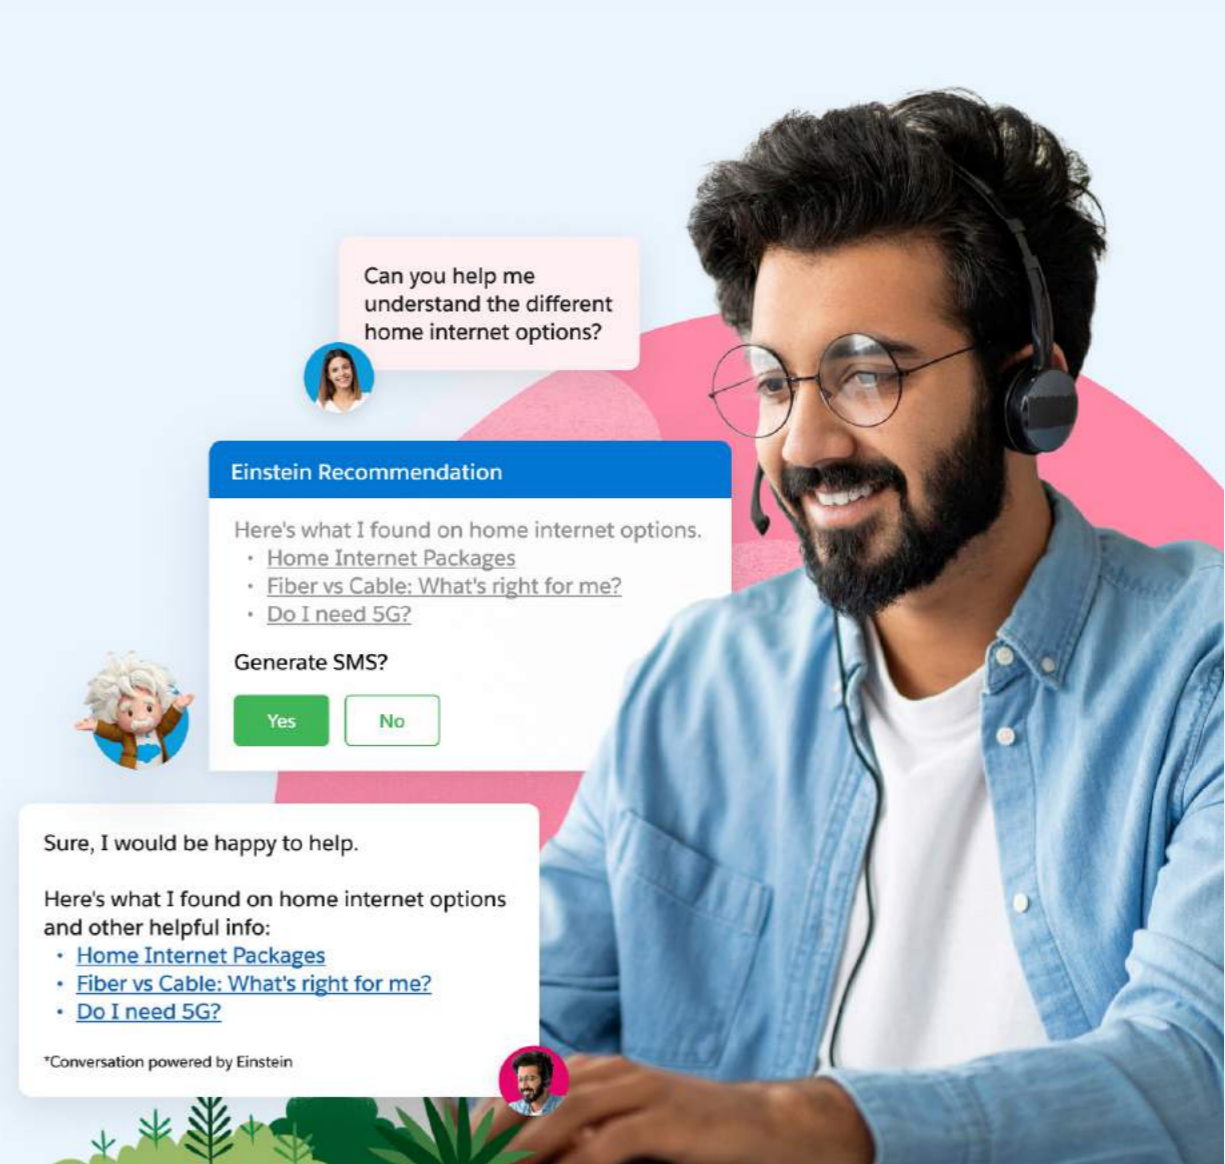 Can you help me
understand the different
home internet options?
Einstein Recommendation
Here's what I found on home internet options.
• Home Internet Packages
• Fiber vs Cable: What's right for me?
• Do I need 5G?
Generate SMS?
Yes
No
Sure, I would be happy to help.
Here's what I found on home internet options
and other helpful info:
• Home Internet Packages
• Fiber vs Cable: What's right for me?
• Do I need 5G?
*Conversation powered by Einstein